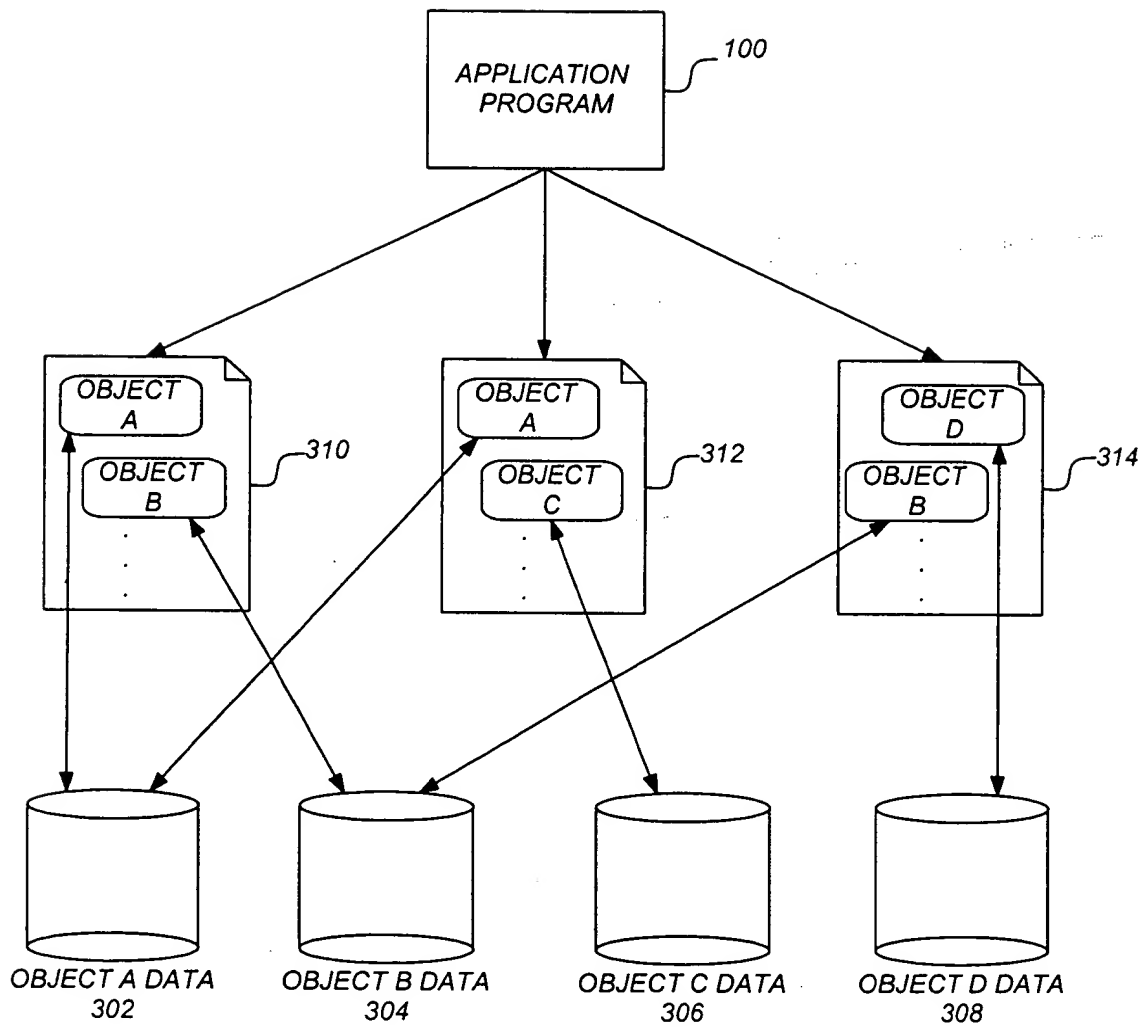 APPLICATION
PROGRAM
100
OBJECT
A
OBJECT
B
.
.
.
310
OBJECT
A
OBJECT
C
.
.
.
312
OBJECT
D
OBJECT
B
.
.
.
314
OBJECT A DATA
302
OBJECT B DATA
304
OBJECT C DATA
306
OBJECT D DATA
308